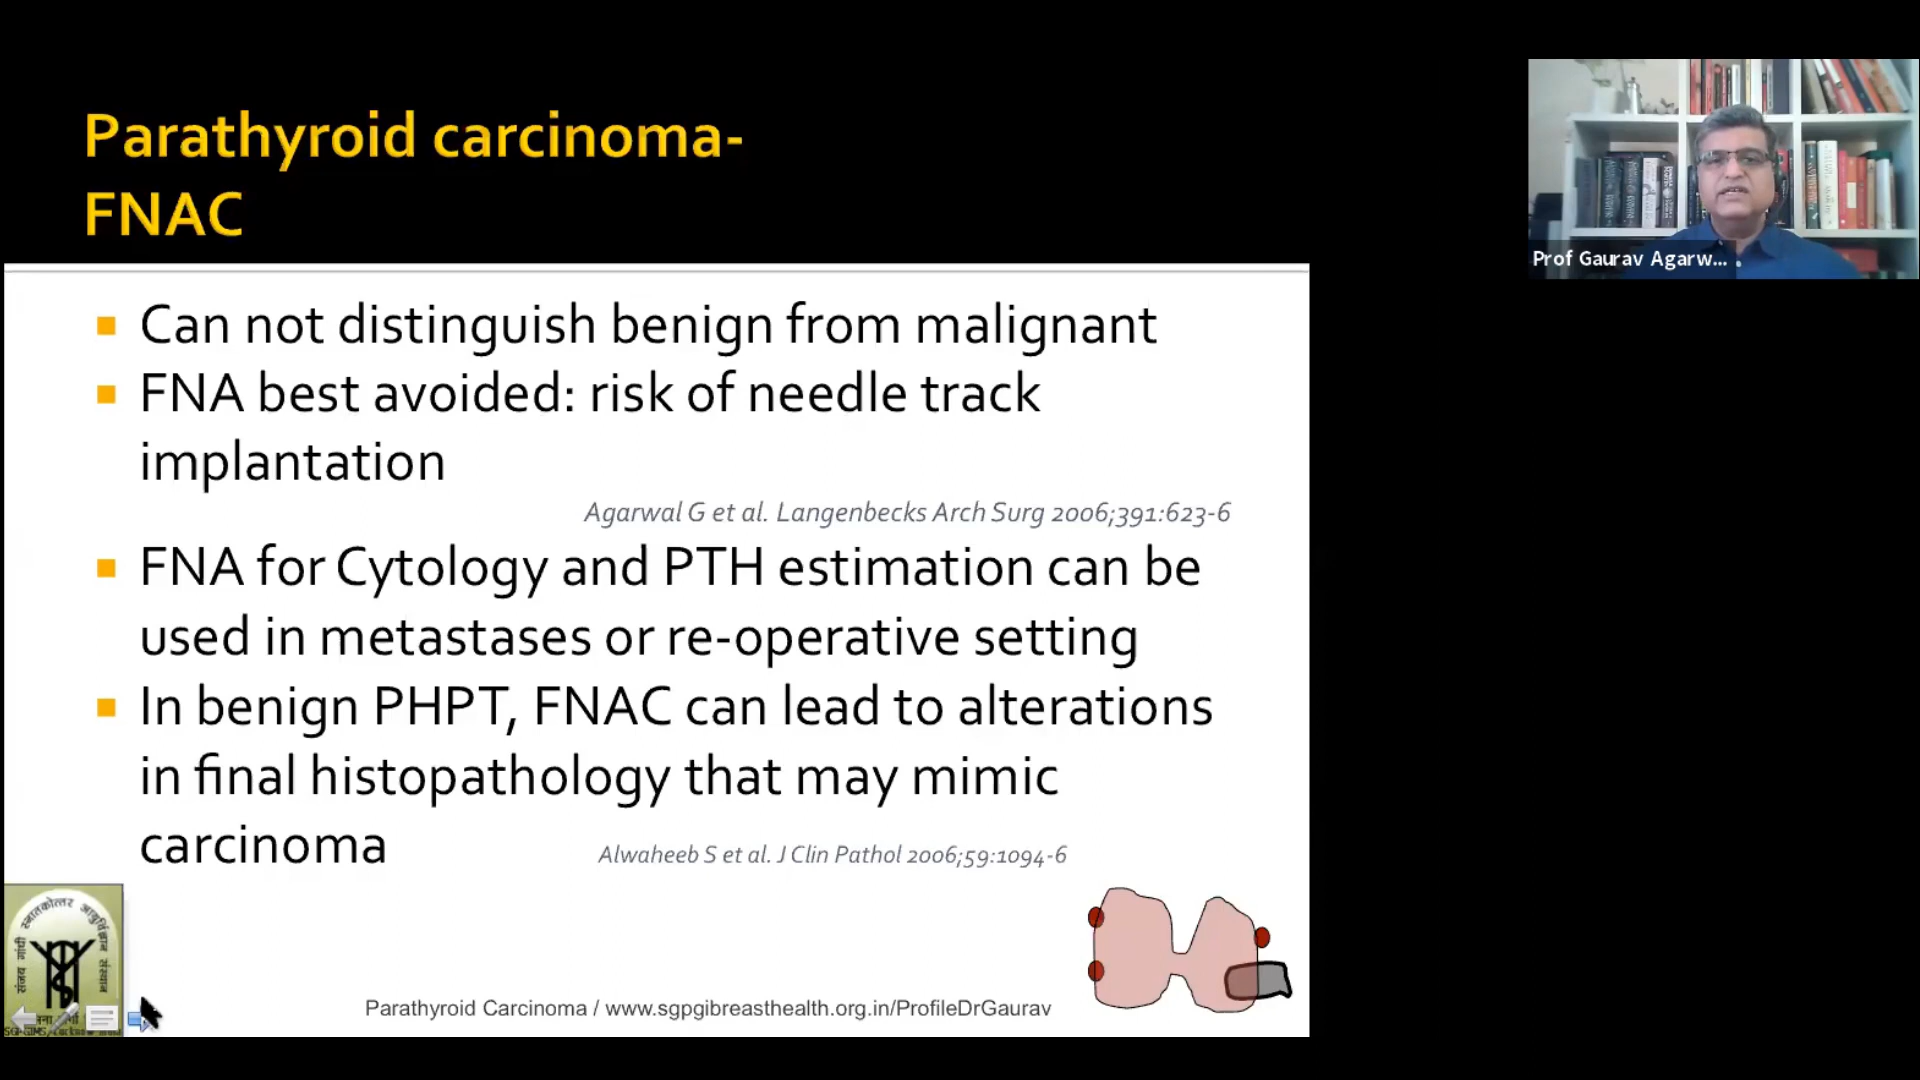 Parathyroid carcinoma-
FNAC
Prof Gaurav Agarw...
Can not distinguish benign from malignant
FNA best avoided: risk of needle track
implantation
Agarwal G et al. Langenbecks Arch Surg 2006;391:623-6
FNA for Cytology and PTH estimation can be
used in metastases or re-operative setting
In benign PHPT, FNAC can lead to alterations
in final histopathology that may mimic
carcinoma
Alwaheeb S et al. J Clin Pathol 2006;59:1094-6
संजय गांधी स्नातकोत्तर आयुर्विज्ञान संस्थान
Parathyroid Carcinoma / www.sgpgibreasthealth.org.in/ProfileDrGaurav